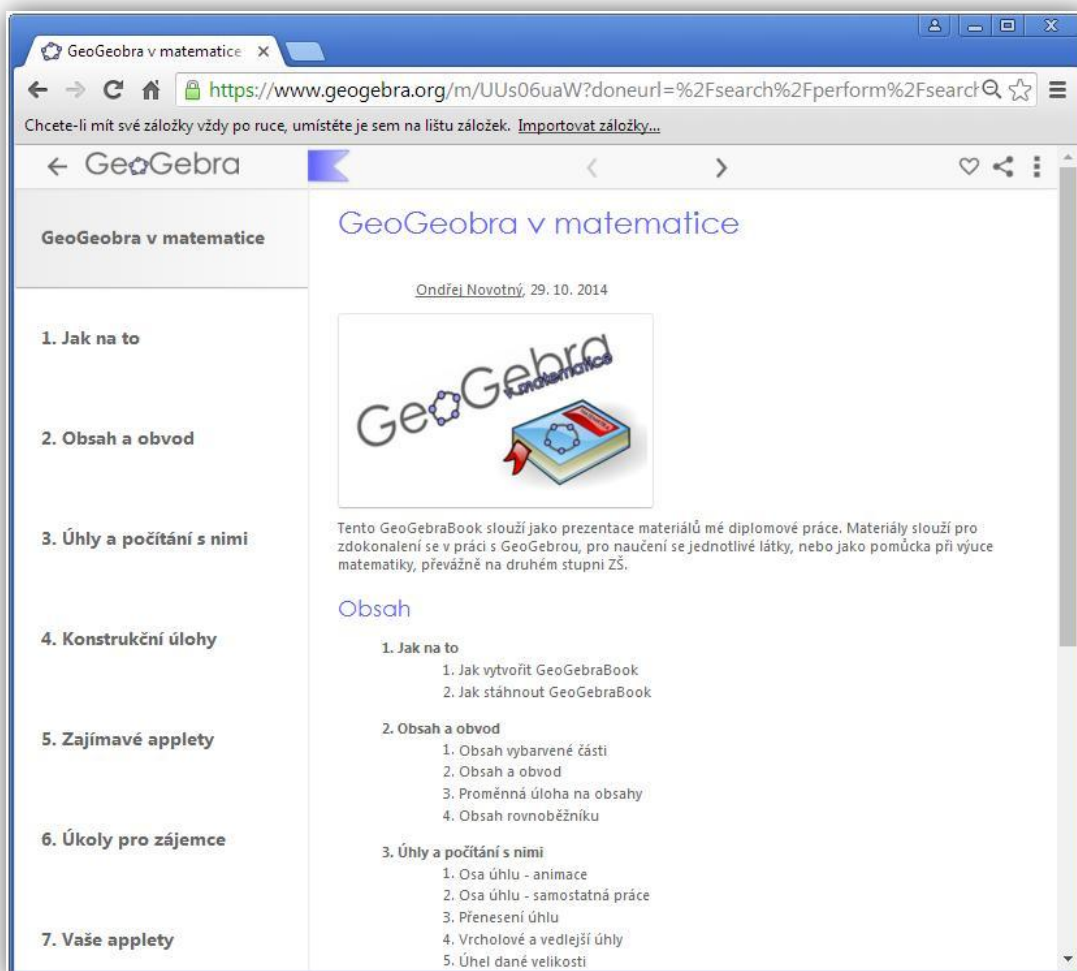 GeoGeobra v matematice
https://www.geogebra.org/m/UUs06uaW?doneurl=%2Fsearch%2Fperform%2Fsearch
Chcete-li mít své záložky vždy po ruce, umístěte je sem na lištu záložek. Importovat záložky...
GeoGebra
GeoGeobra v matematice
1. Jak na to
2. Obsah a obvod
3. Úhly a počítání s nimi
4. Konstrukční úlohy
5. Zajímavé applety
6. Úkoly pro zájemce
7. Vaše applety
GeoGeobra v matematice
Ondřej Novotný, 29. 10. 2014
GeoGebra
v matematice
Tento GeoGebraBook slouží jako prezentace materiálů mé diplomové práce. Materiály slouží pro
zdokonalení se v práci s GeoGebrou, pro naučení se jednotlivé látky, nebo jako pomůcka při výuce
matematiky, převážně na druhém stupni ZŠ.
Obsah
1. Jak na to
1. Jak vytvořit GeoGebraBook
2. Jak stáhnout GeoGebraBook
2. Obsah a obvod
1. Obsah vybarvené části
2. Obsah a obvod
3. Proměnná úloha na obsahy
4. Obsah rovnoběžníku
3. Úhly a počítání s nimi
1. Osa úhlu - animace
2. Osa úhlu - samostatná práce
3. Přenesení úhlu
4. Vrcholové a vedlejší úhly
5. Úhel dané velikosti